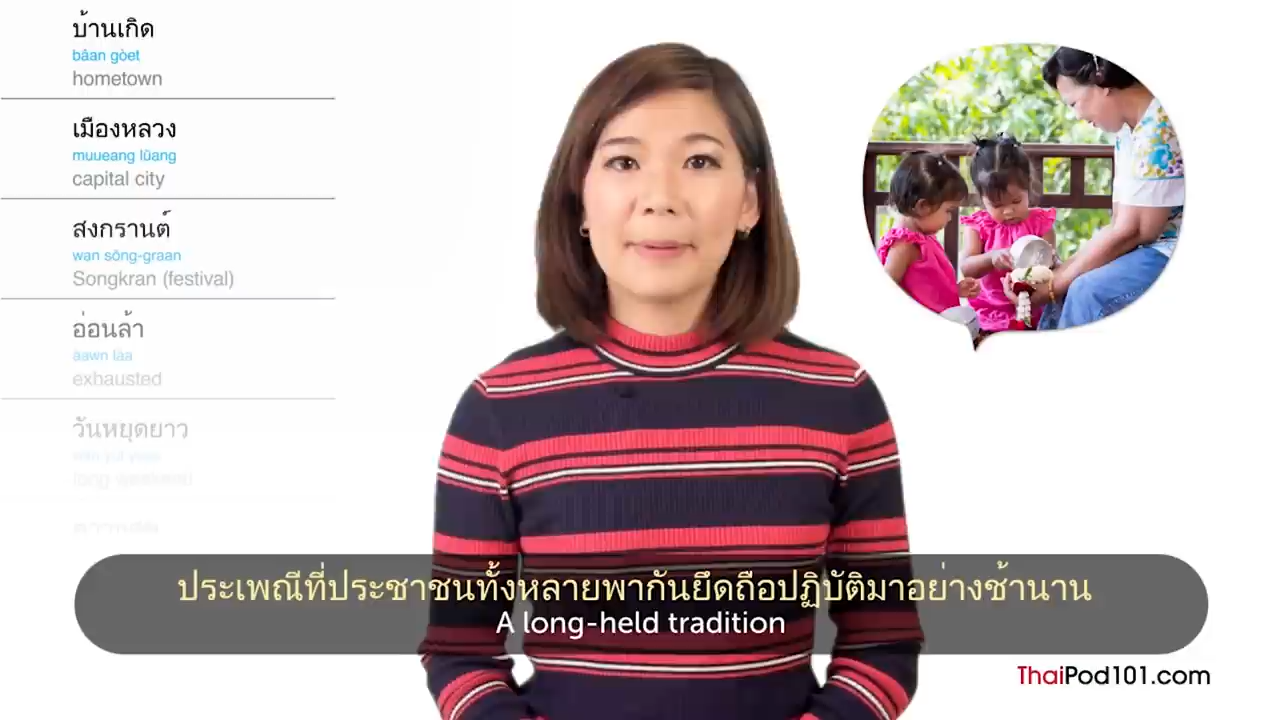 บ้านเกิด
bâan gòet
hometown
เมืองหลวง
muueang lŭang
capital city
สงกรานต์
wan sŏng-graan
Songkran (festival)
อ่อนล้า
àawn láa
exhausted
วันหยุดยาว
ประเพณีที่ประชาชนทั้งหลายพากันยึดถือปฏิบัติมาอย่างช้านาน
A long-held tradition
ThaiPod101.com